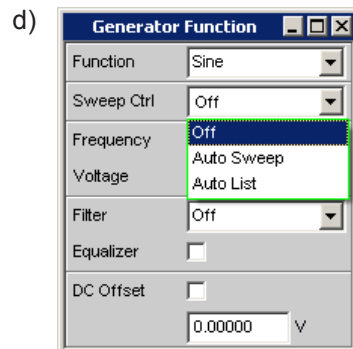 d)
Generator Function
Function Sine
Sweep Ctrl Off
Frequency Off
Auto Sweep
Voltage
Auto List
Filter Off
Equalizer
DC Offset
0.00000 V